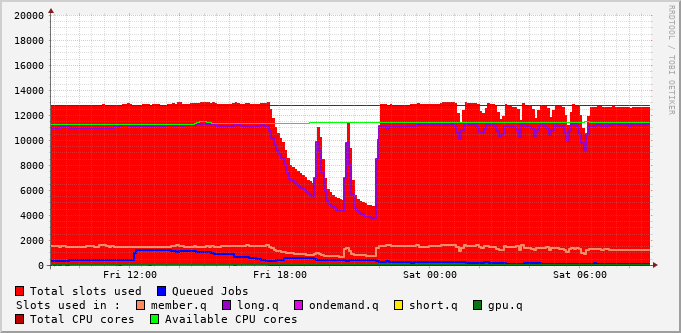 RRDTOOL / TOBI OETIKER
20000
18000
16000
14000
12000
10000
8000
6000
4000
2000
0
Fri 12:00 Fri 18:00 Sat 00:00 Sat 06:00
Total slots used Queued Jobs
Slots used in : member.q long.q ondemand.q short.q gpu.q
Total CPU cores Available CPU cores